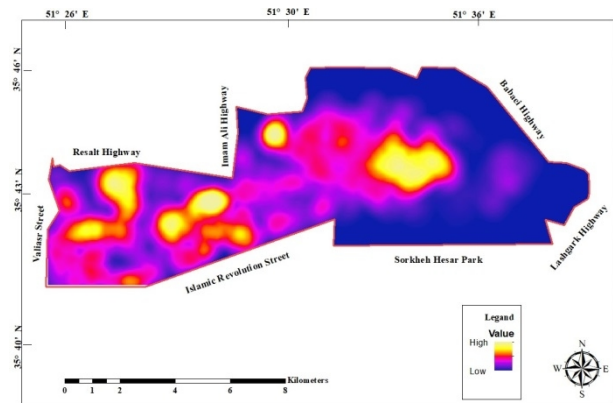 51° 26' E
51° 30' E
51° 36' E
35° 46' N
35° 41' N
35° 40' N
Resalt Highway
Imam Ali Highway
Babaei Highway
Valiasr Street
Islamic Revolution Street
Sorkheh Hesar Park
Lashgark Highway
Legand
Value
High
Low
N
W
E
S
Kilometers
0 1 2 4 6 8